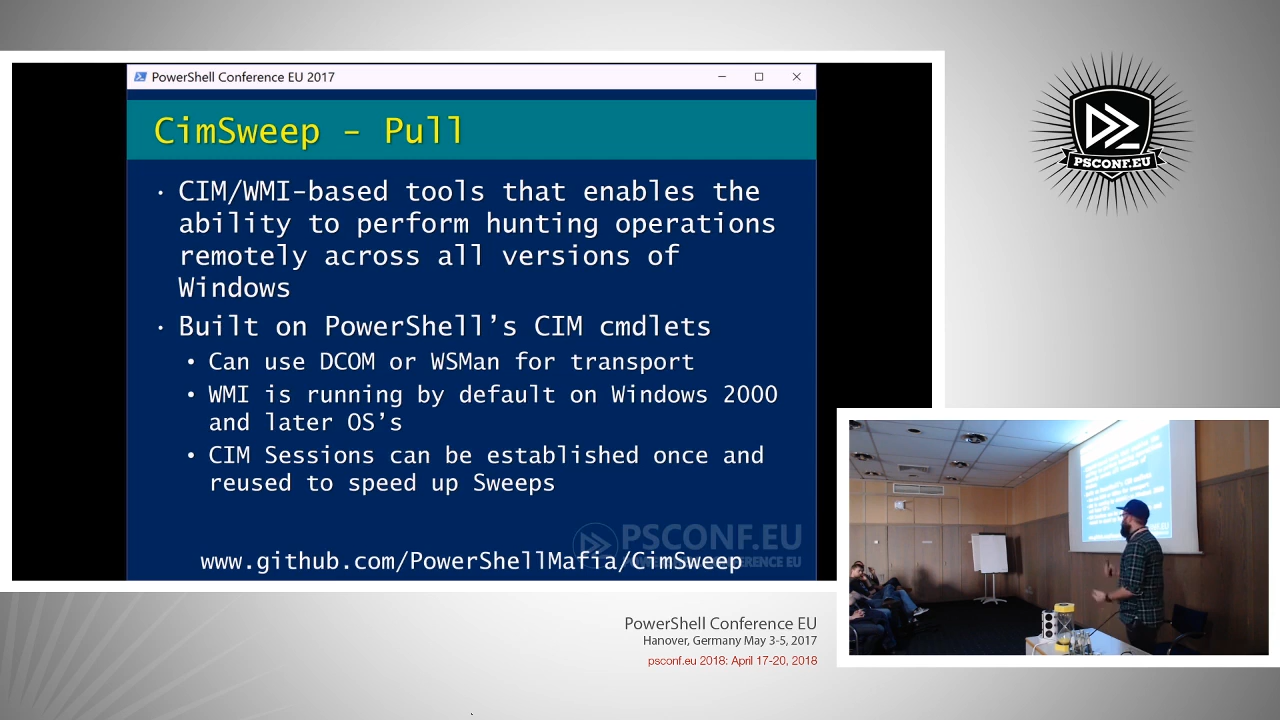 PowerShell Conference EU 2017
CimSweep - Pull
• CIM/WMI-based tools that enables the
ability to perform hunting operations
remotely across all versions of
Windows
• Built on PowerShell’s CIM cmdlets
• Can use DCOM or WSMan for transport
• WMI is running by default on Windows 2000
and later OS’s
• CIM Sessions can be established once and
reused to speed up Sweeps
PSCONF.EU
www.github.com/PowerShellMafia/CimSweep
PSCONF.EU
PowerShell Conference EU
Hanover, Germany May 3-5, 2017
psconf.eu 2018: April 17-20, 2018